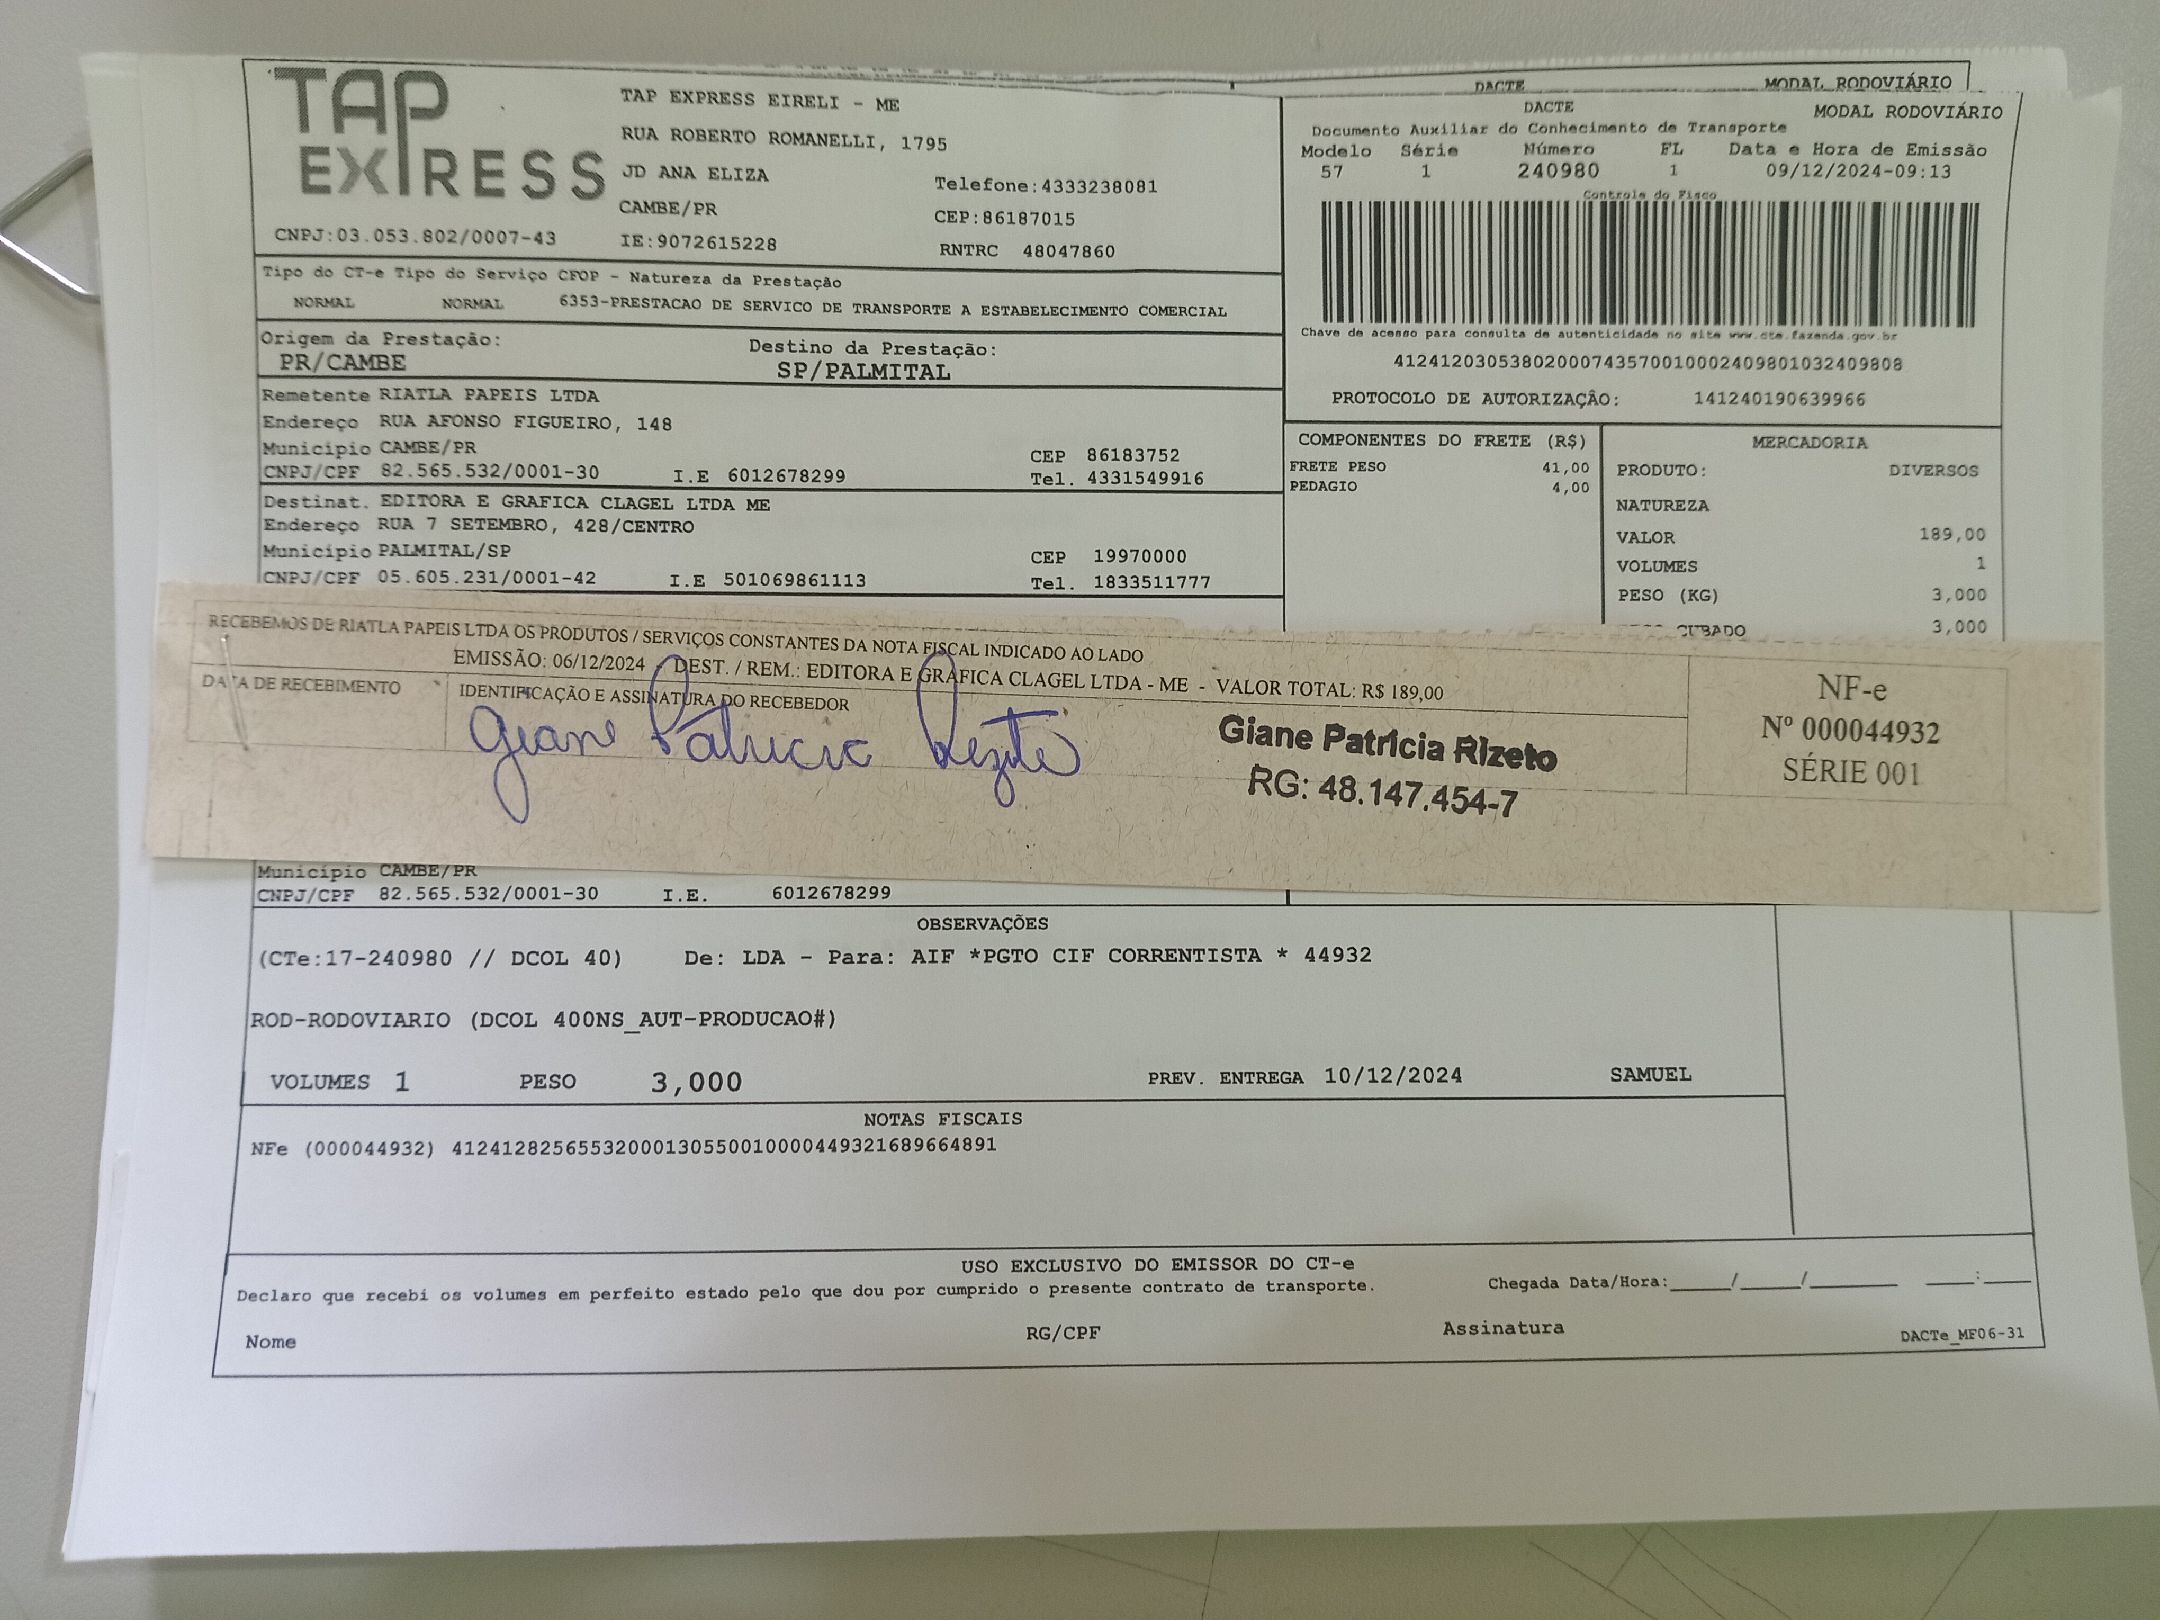 TAP
EXPRESS
CNPJ:03.053.802/0007-43
TAP EXPRESS EIRELI - ME
RUA ROBERTO ROMANELLI, 1795
JD ANA ELIZA
CAMBE/PR
IE:9072615228
Telefone:4333238081
CEP:86187015
RNTRC 48047860
DACTE MODAL RODOVIÁRIO
DACTE MODAL RODOVIÁRIO
Documento Auxiliar do Conhecimento de Transporte
Modelo Série Número FL Data e Hora de Emissão
57 1 240980 1 09/12/2024-09:13
Controle do Fisco
Chave de acesso para consulta de autenticidade no site www.cte.fazenda.gov.br
41241203053802000743570010002409801032409808
PROTOCOLO DE AUTORIZAÇÃO: 141240190639966
Tipo do CT-e Tipo do Serviço CFOP - Natureza da Prestação
NORMAL NORMAL 6353-PRESTACAO DE SERVICO DE TRANSPORTE A ESTABELECIMENTO COMERCIAL
Origem da Prestação: Destino da Prestação:
PR/CAMBE SP/PALMITAL
Remetente RIATLA PAPEIS LTDA
Endereço RUA AFONSO FIGUEIRO, 148
Município CAMBE/PR CEP 86183752
CNPJ/CPF 82.565.532/0001-30 I.E 6012678299 Tel. 4331549916
Destinat. EDITORA E GRAFICA CLAGEL LTDA ME
Endereço RUA 7 SETEMBRO, 428/CENTRO
Município PALMITAL/SP CEP 19970000
CNPJ/CPF 05.605.231/0001-42 I.E 501069861113 Tel. 1833511777
COMPONENTES DO FRETE (R$)
FRETE PESO 41,00
PEDAGIO 4,00
MERCADORIA
PRODUTO: DIVERSOS
NATUREZA
VALOR 189,00
VOLUMES 1
PESO (KG) 3,000
CUBADO 3,000
RECEBEMOS DE RIATLA PAPEIS LTDA OS PRODUTOS / SERVIÇOS CONSTANTES DA NOTA FISCAL INDICADO AO LADO
EMISSÃO: 06/12/2024 - DEST. / REM.: EDITORA E GRAFICA CLAGEL LTDA - ME - VALOR TOTAL: R$ 189,00
DATA DE RECEBIMENTO
IDENTIFICAÇÃO E ASSINATURA DO RECEBEDOR
Giane Patricia Rizeto
Giane Patricia Rizeto
RG: 48.147.454-7
NF-e
Nº 000044932
SÉRIE 001
Município CAMBE/PR
CNPJ/CPF 82.565.532/0001-30 I.E. 6012678299
OBSERVAÇÕES
(CTe:17-240980 // DCOL 40) De: LDA - Para: AIF *PGTO CIF CORRENTISTA * 44932
ROD-RODOVIARIO (DCOL 400NS_AUT-PRODUCAO#)
VOLUMES 1 PESO 3,000 PREV. ENTREGA 10/12/2024 SAMUEL
NOTAS FISCAIS
NFe (000044932) 41241282565532000130550010000449321689664891
USO EXCLUSIVO DO EMISSOR DO CT-e
Declaro que recebi os volumes em perfeito estado pelo que dou por cumprido o presente contrato de transporte. Chegada Data/Hora:_____/_____/_______ ____:____
Nome RG/CPF Assinatura DACTe_MF06-31